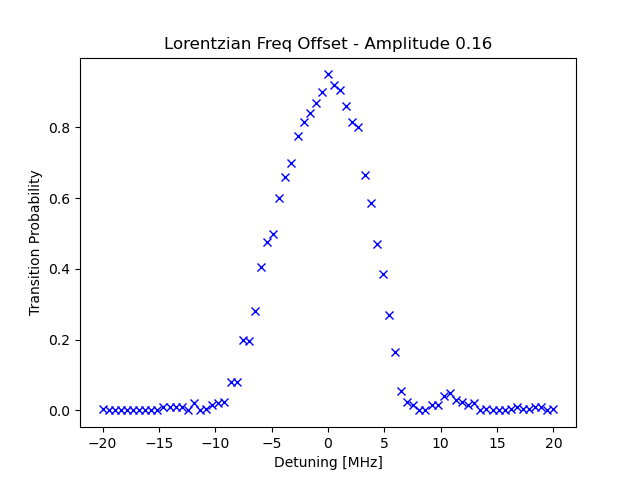 Lorentzian Freq Offset - Amplitude 0.16
Transition Probability
0.8
0.6
0.4
0.2
0.0
−20 −15 −10 −5 0 5 10 15 20
Detuning [MHz]